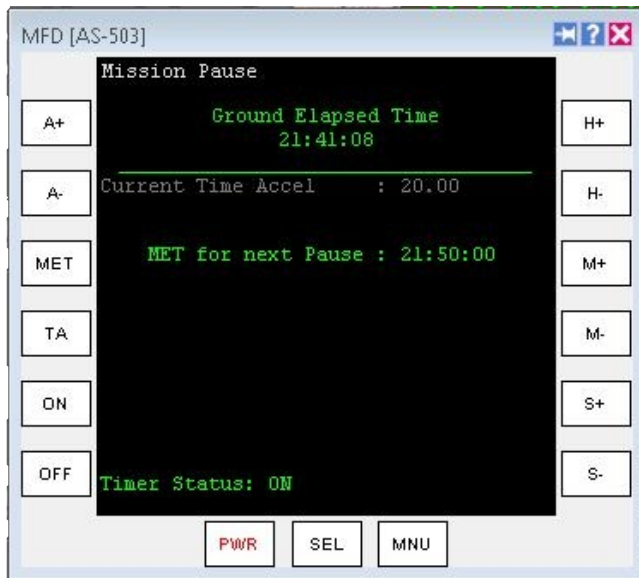 MFD [AS-503]
?
Mission Pause
Ground Elapsed Time
21:41:08
Current Time Accel : 20.00
MET for next Pause : 21:50:00
Timer Status: ON
A+
A-
MET
TA
ON
OFF
H+
H-
M+
M-
S+
S-
PWR
SEL
MNU